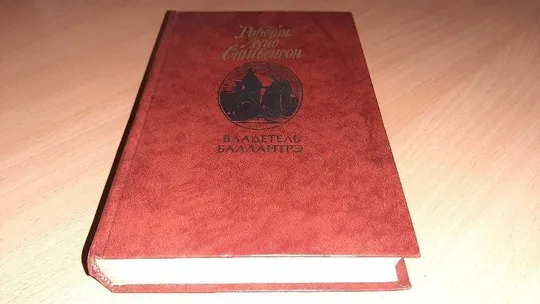 Роберт
Луис
Стивенсон
ВЛАДЕТЕЛЬ
БАЛЛАНТРЭ